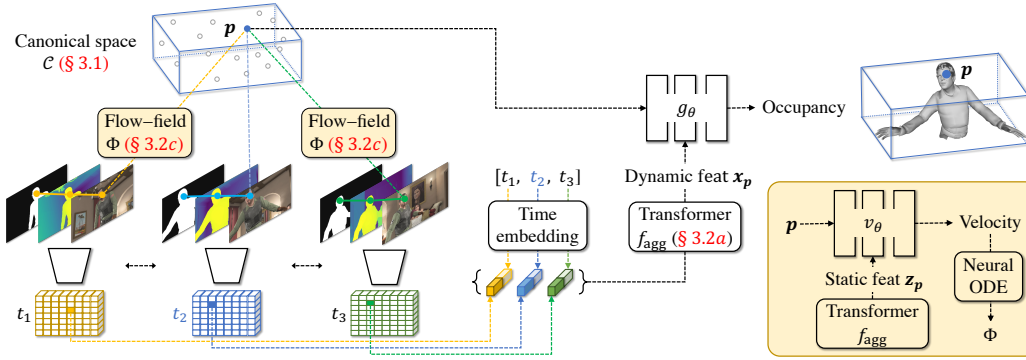 p
Canonical space
𝒞 (§ 3.1)
Flow–field
Φ (§ 3.2c)
Flow–field
Φ (§ 3.2c)
t₁
t₂
t₃
[t₁, t₂, t₃]
Time
embedding
{ }
g_θ
Occupancy
Dynamic feat x_p
Transformer
f_agg (§ 3.2a)
p
p
v_θ
Velocity
Static feat z_p
Transformer
f_agg
Neural
ODE
Φ